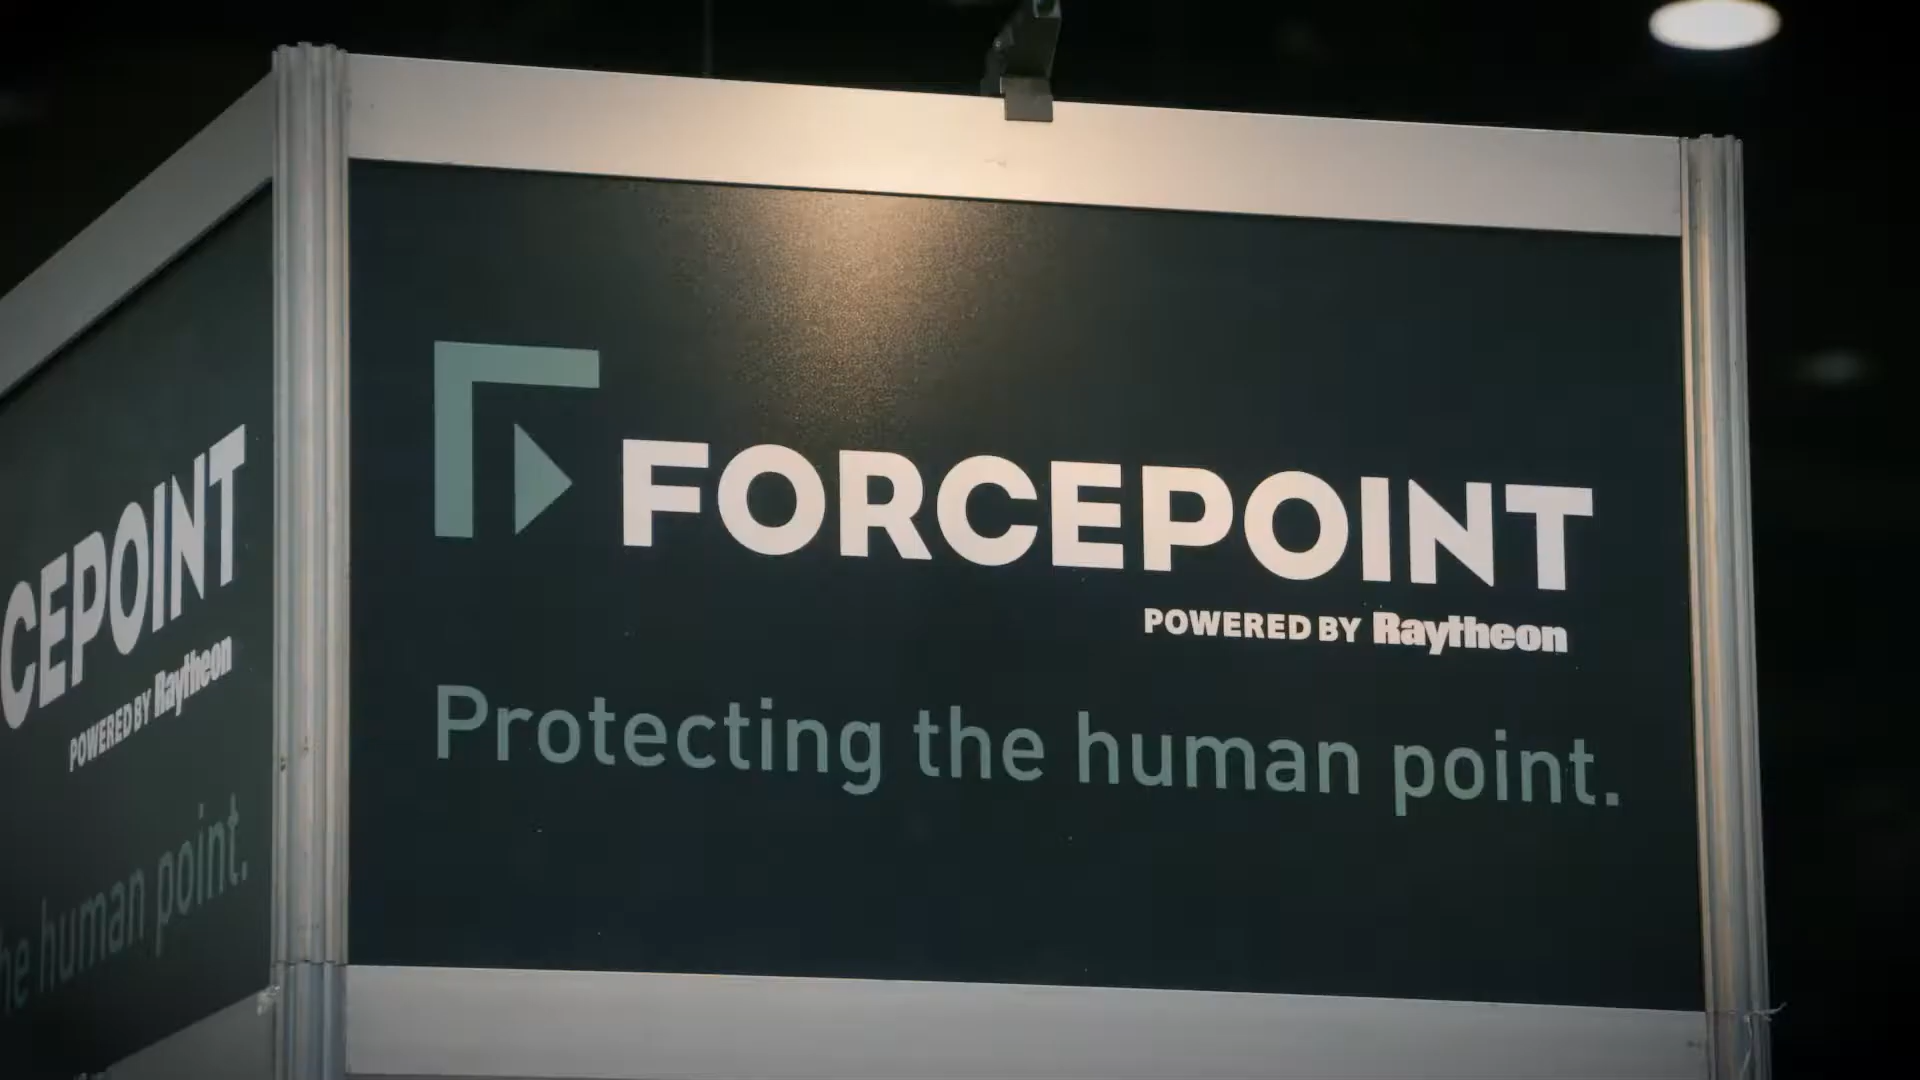 FORCEPOINT
POWERED BY Raytheon
Protecting the human point.
CEPOINT
POWERED BY Raytheon
he human point.